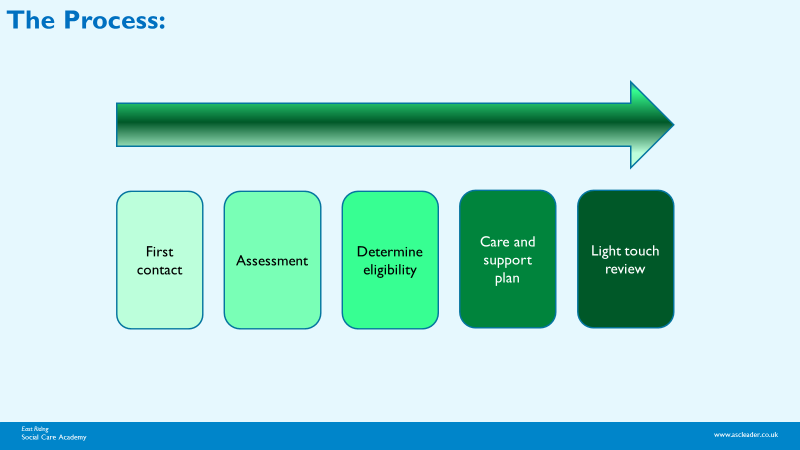 The Process:
First
contact
Assessment
Determine
eligibility
Care and
support
plan
Light touch
review
East Riding
Social Care Academy
www.ascleader.co.uk